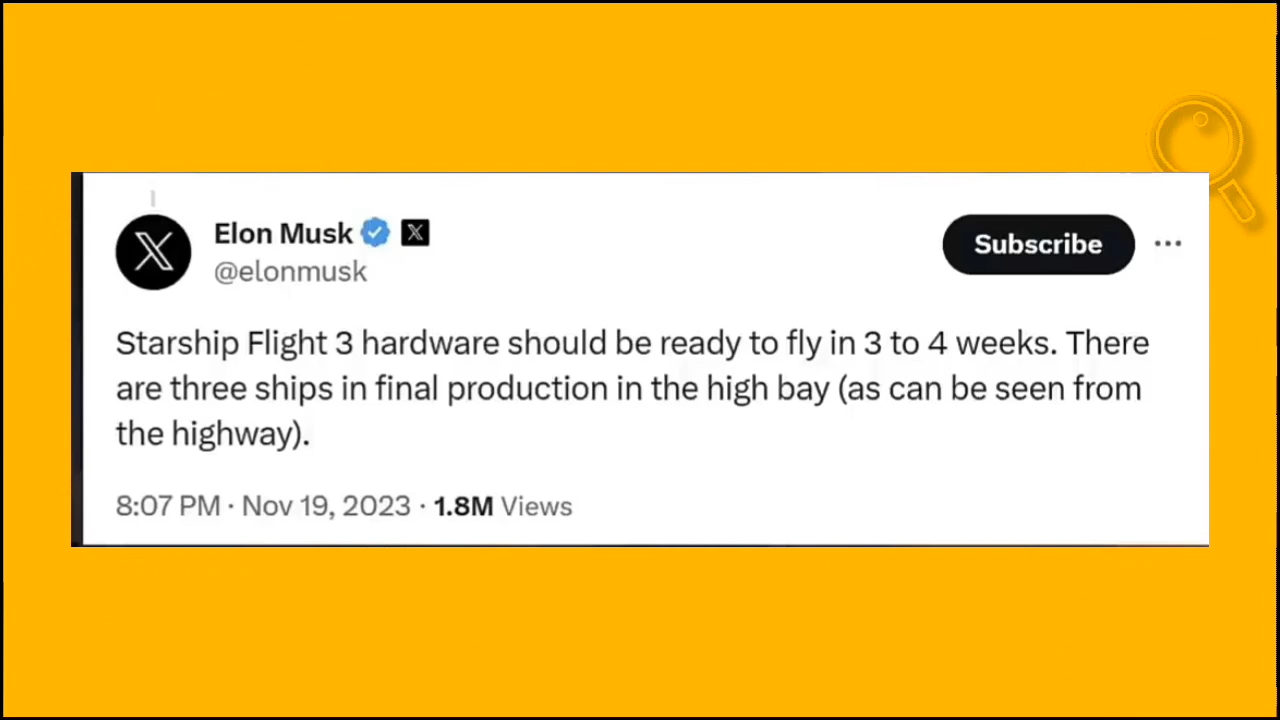 Elon Musk
@elonmusk
Subscribe
Starship Flight 3 hardware should be ready to fly in 3 to 4 weeks. There
are three ships in final production in the high bay (as can be seen from
the highway).
8:07 PM · Nov 19, 2023 · 1.8M Views